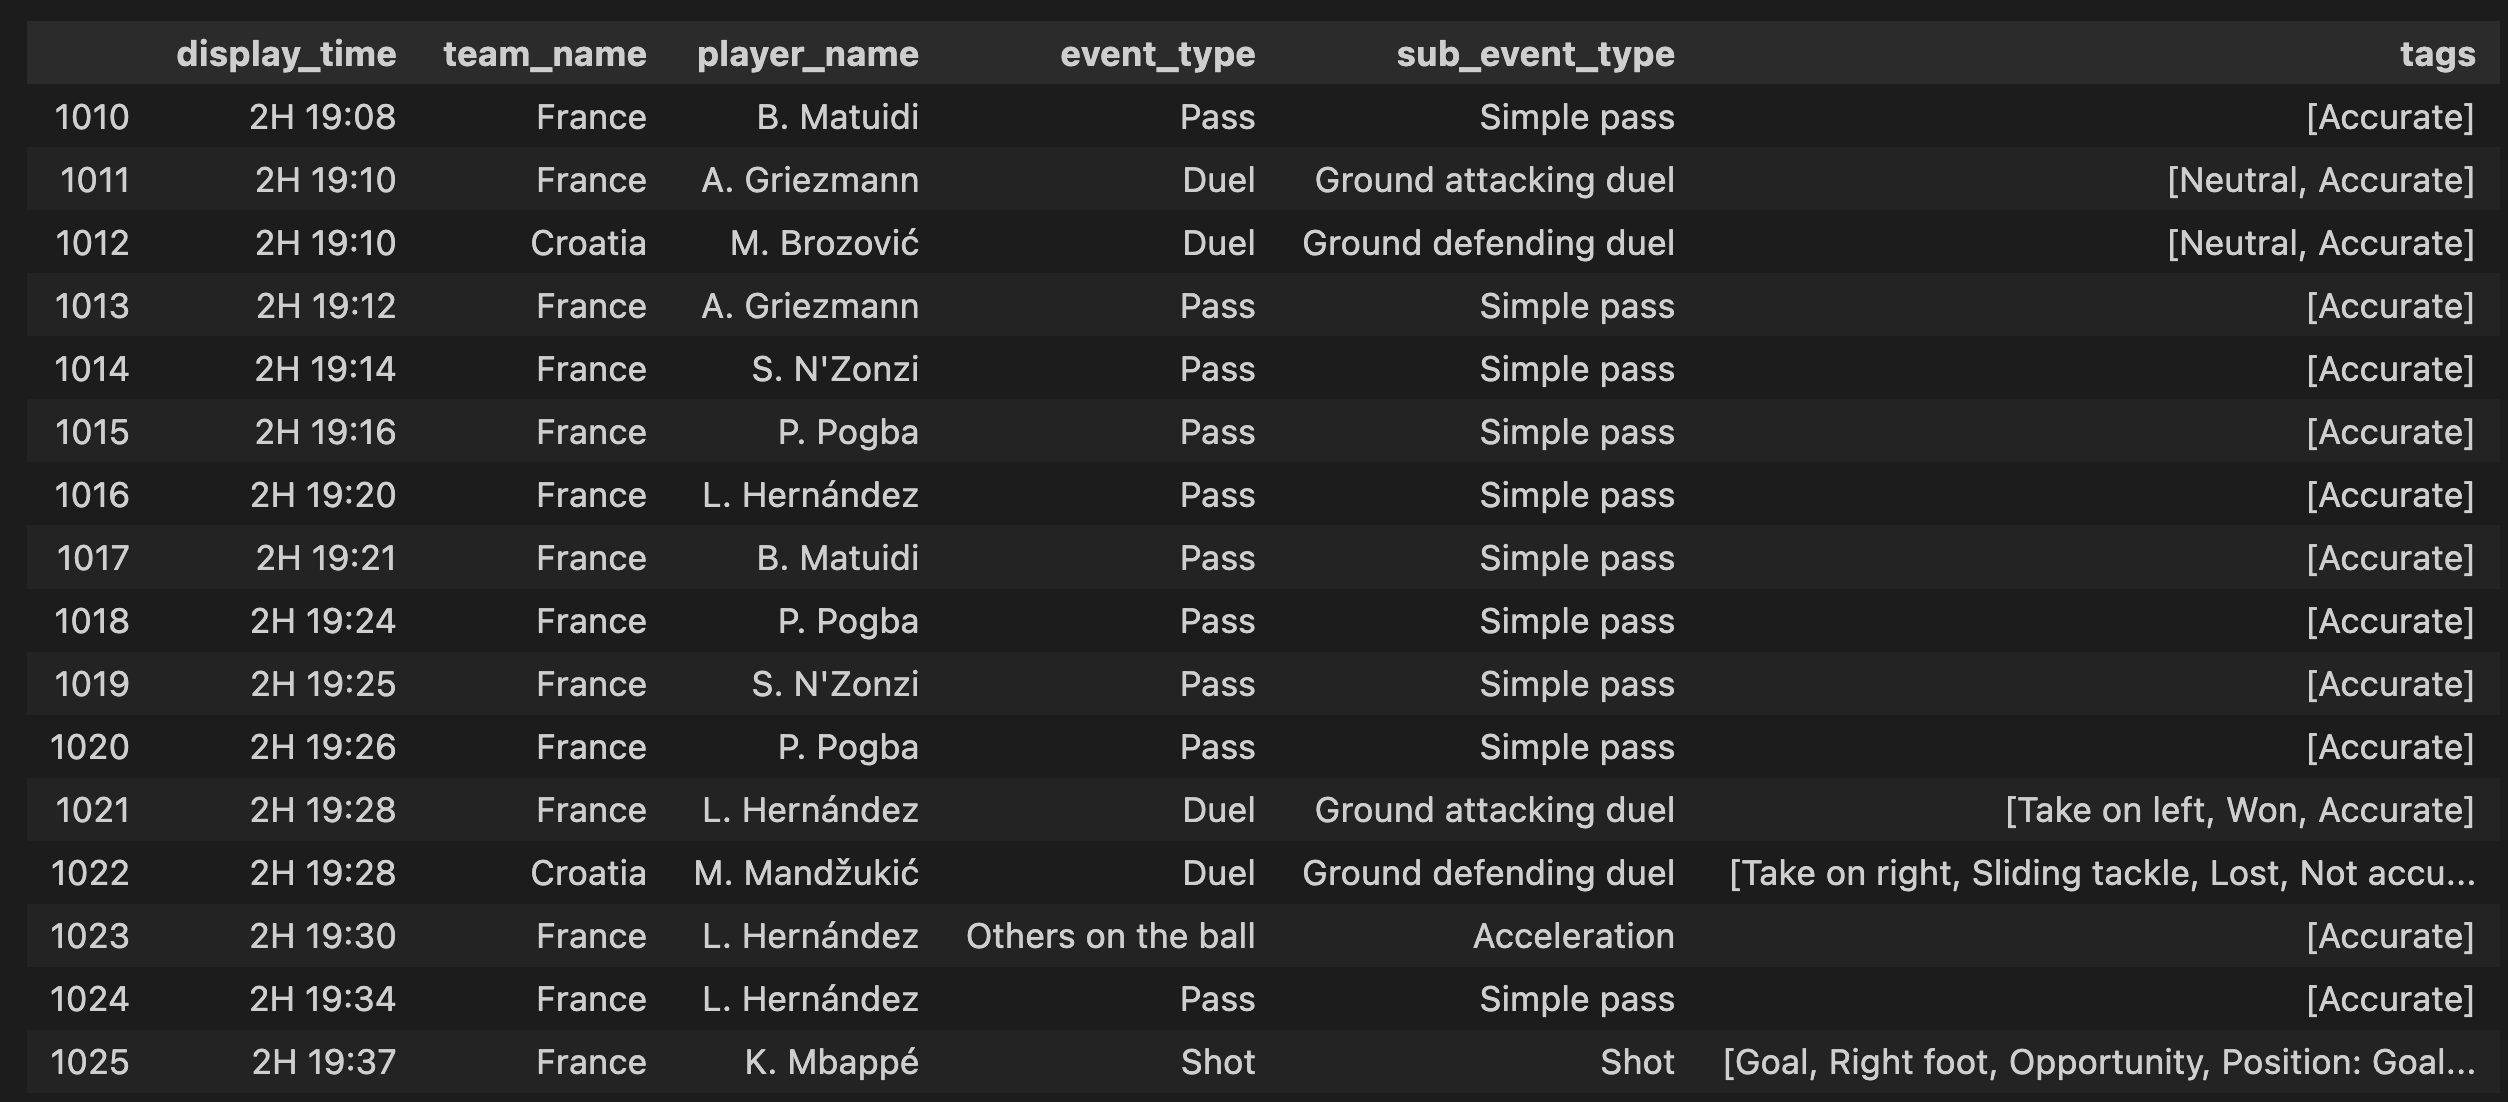 display_time team_name player_name event_type sub_event_type tags
1010 2H 19:08 France B. Matuidi Pass Simple pass [Accurate]
1011 2H 19:10 France A. Griezmann Duel Ground attacking duel [Neutral, Accurate]
1012 2H 19:10 Croatia M. Brozović Duel Ground defending duel [Neutral, Accurate]
1013 2H 19:12 France A. Griezmann Pass Simple pass [Accurate]
1014 2H 19:14 France S. N'Zonzi Pass Simple pass [Accurate]
1015 2H 19:16 France P. Pogba Pass Simple pass [Accurate]
1016 2H 19:20 France L. Hernández Pass Simple pass [Accurate]
1017 2H 19:21 France B. Matuidi Pass Simple pass [Accurate]
1018 2H 19:24 France P. Pogba Pass Simple pass [Accurate]
1019 2H 19:25 France S. N'Zonzi Pass Simple pass [Accurate]
1020 2H 19:26 France P. Pogba Pass Simple pass [Accurate]
1021 2H 19:28 France L. Hernández Duel Ground attacking duel [Take on left, Won, Accurate]
1022 2H 19:28 Croatia M. Mandžukić Duel Ground defending duel [Take on right, Sliding tackle, Lost, Not accu...
1023 2H 19:30 France L. Hernández Others on the ball Acceleration [Accurate]
1024 2H 19:34 France L. Hernández Pass Simple pass [Accurate]
1025 2H 19:37 France K. Mbappé Shot Shot [Goal, Right foot, Opportunity, Position: Goal...